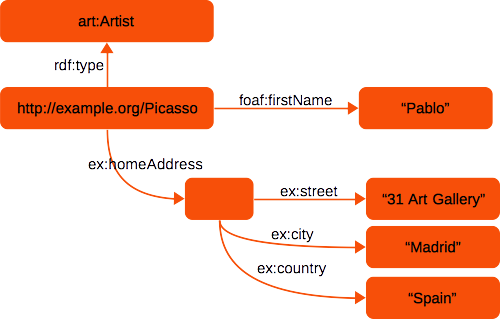 art:Artist
rdf:type
http://example.org/Picasso
foaf:firstName
“Pablo”
ex:homeAddress
ex:street
“31 Art Gallery”
ex:city
“Madrid”
ex:country
“Spain”